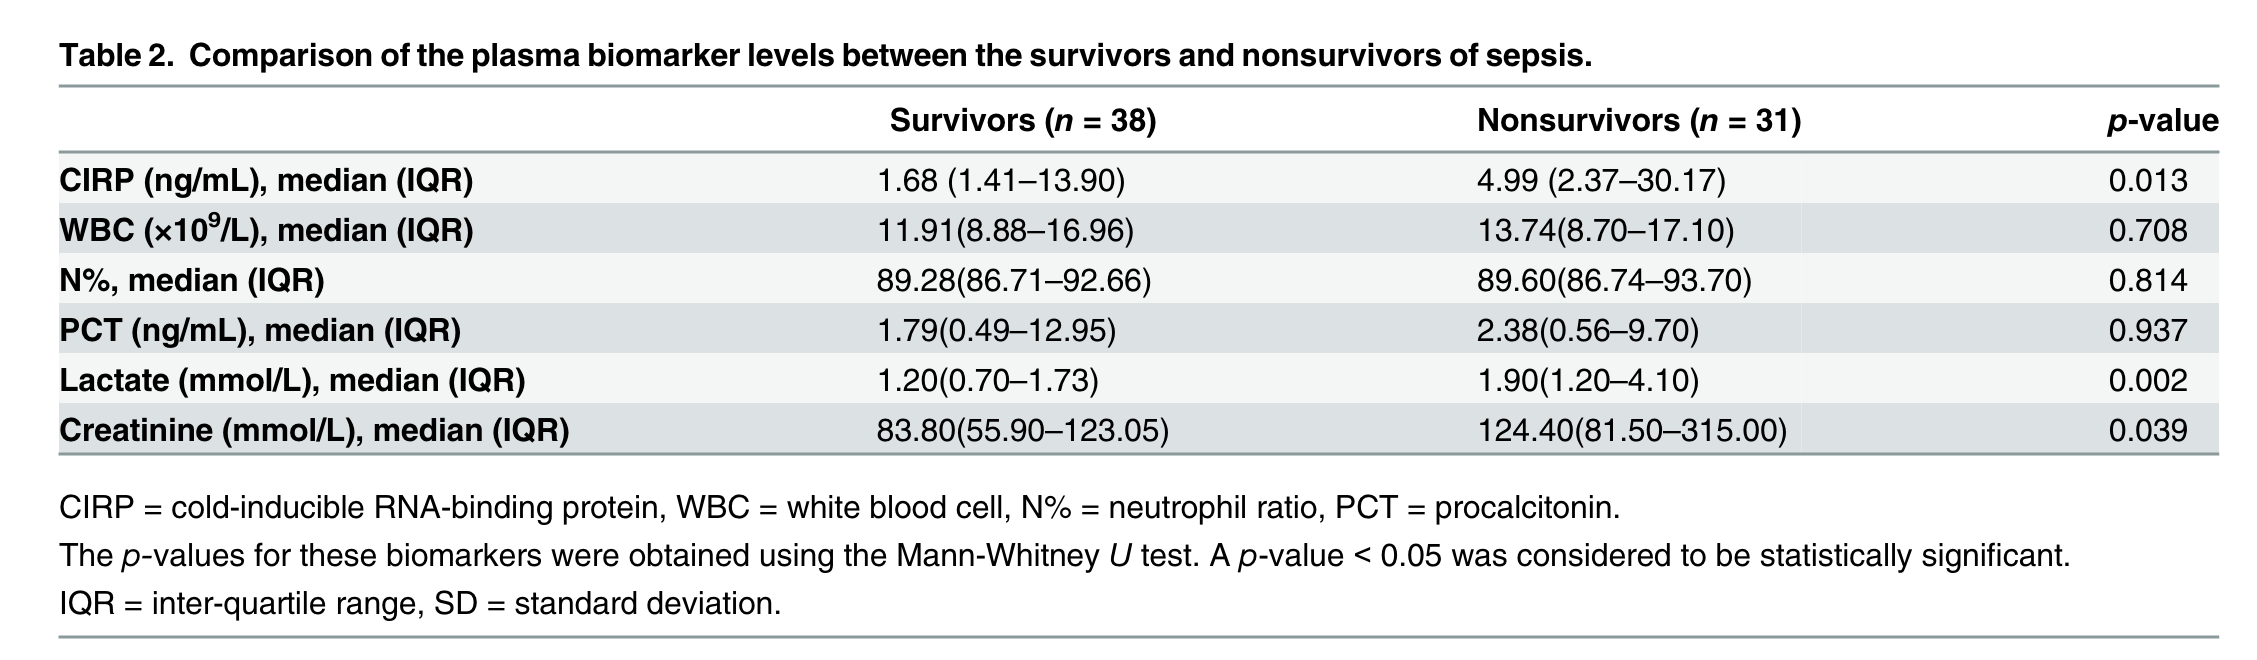 Table 2. Comparison of the plasma biomarker levels between the survivors and nonsurvivors of sepsis.
Survivors (n = 38) Nonsurvivors (n = 31) p-value
CIRP (ng/mL), median (IQR) 1.68 (1.41–13.90) 4.99 (2.37–30.17) 0.013
WBC (×10⁹/L), median (IQR) 11.91(8.88–16.96) 13.74(8.70–17.10) 0.708
N%, median (IQR) 89.28(86.71–92.66) 89.60(86.74–93.70) 0.814
PCT (ng/mL), median (IQR) 1.79(0.49–12.95) 2.38(0.56–9.70) 0.937
Lactate (mmol/L), median (IQR) 1.20(0.70–1.73) 1.90(1.20–4.10) 0.002
Creatinine (mmol/L), median (IQR) 83.80(55.90–123.05) 124.40(81.50–315.00) 0.039
CIRP = cold-inducible RNA-binding protein, WBC = white blood cell, N% = neutrophil ratio, PCT = procalcitonin.
The p-values for these biomarkers were obtained using the Mann-Whitney U test. A p-value < 0.05 was considered to be statistically significant.
IQR = inter-quartile range, SD = standard deviation.